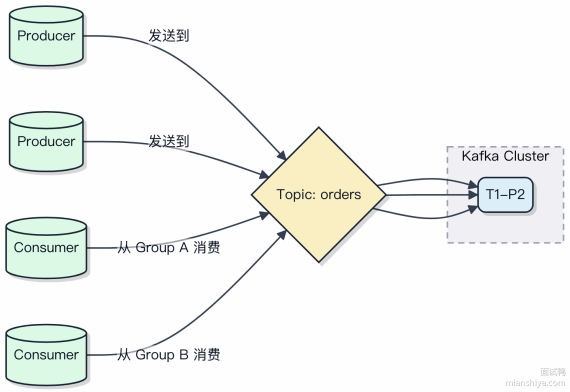 Producer
发送到
Producer
发送到
Kafka Cluster
Topic: orders
T1-P2
Consumer
从 Group A 消费
Consumer
从 Group B 消费
面试鸭
mianshiya.com